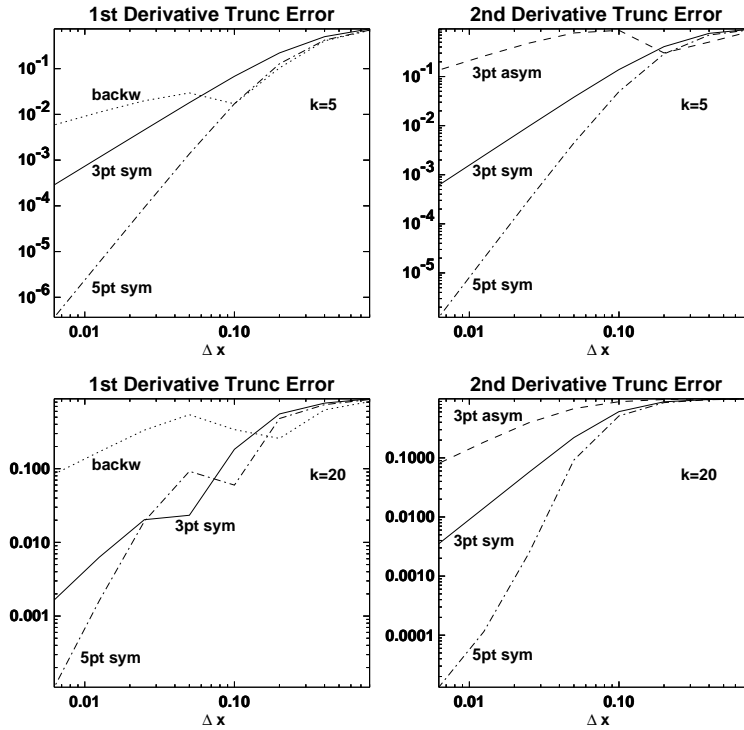 1st Derivative Trunc Error
10-1
10-2
10-3
10-4
10-5
10-6
backw
k=5
3pt sym
5pt sym
0.01 0.10
Δ x
2nd Derivative Trunc Error
10-1
10-2
10-3
10-4
10-5
3pt asym
k=5
3pt sym
5pt sym
0.01 0.10
Δ x
1st Derivative Trunc Error
0.100
0.010
0.001
backw
k=20
3pt sym
5pt sym
0.01 0.10
Δ x
2nd Derivative Trunc Error
0.1000
0.0100
0.0010
0.0001
3pt asym
k=20
3pt sym
5pt sym
0.01 0.10
Δ x